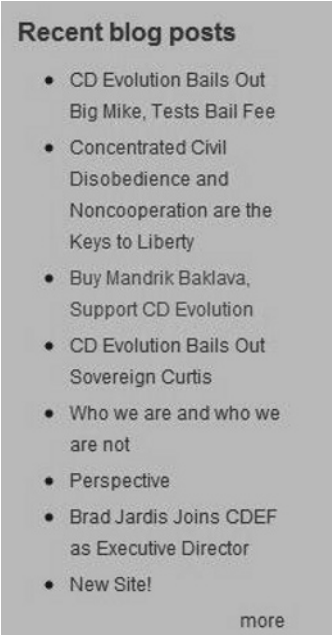 Recent blog posts
CD Evolution Bails Out
Big Mike, Tests Bail Fee
Concentrated Civil
Disobedience and
Noncooperation are the
Keys to Liberty
Buy Mandrik Baklava,
Support CD Evolution
CD Evolution Bails Out
Sovereign Curtis
Who we are and who we
are not
Perspective
Brad Jardis Joins CDEF
as Executive Director
New Site!
more